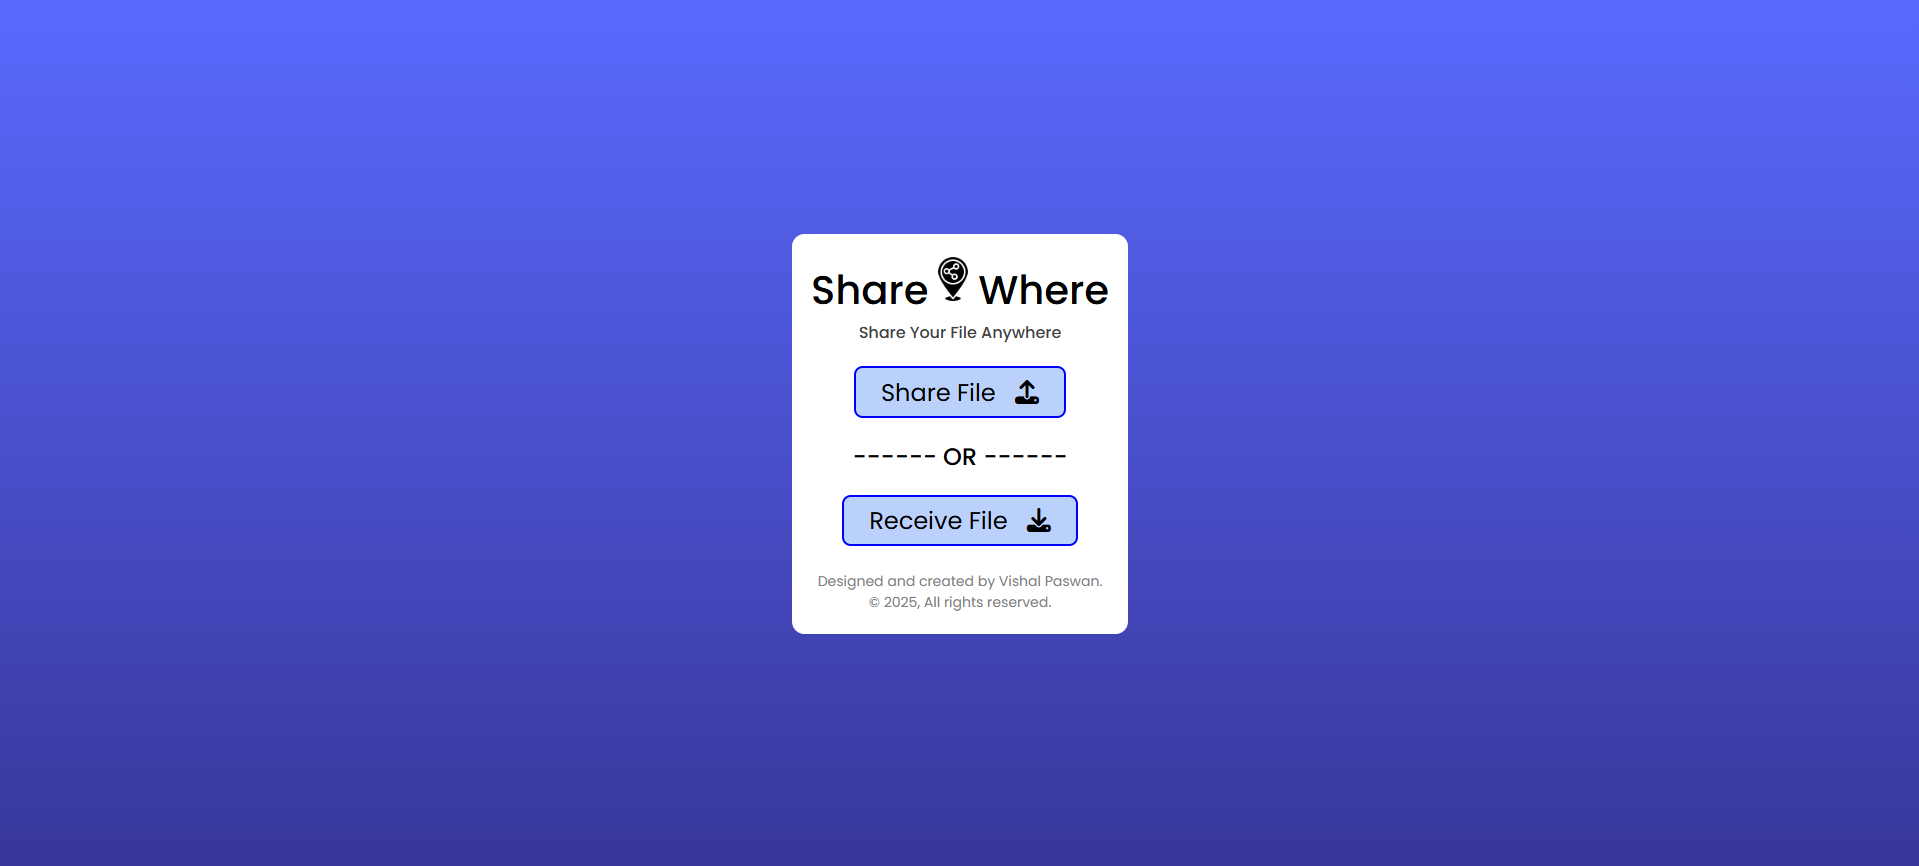 Share Where
Share Your File Anywhere
Share File
------ OR ------
Receive File
Designed and created by Vishal Paswan.
© 2025, All rights reserved.